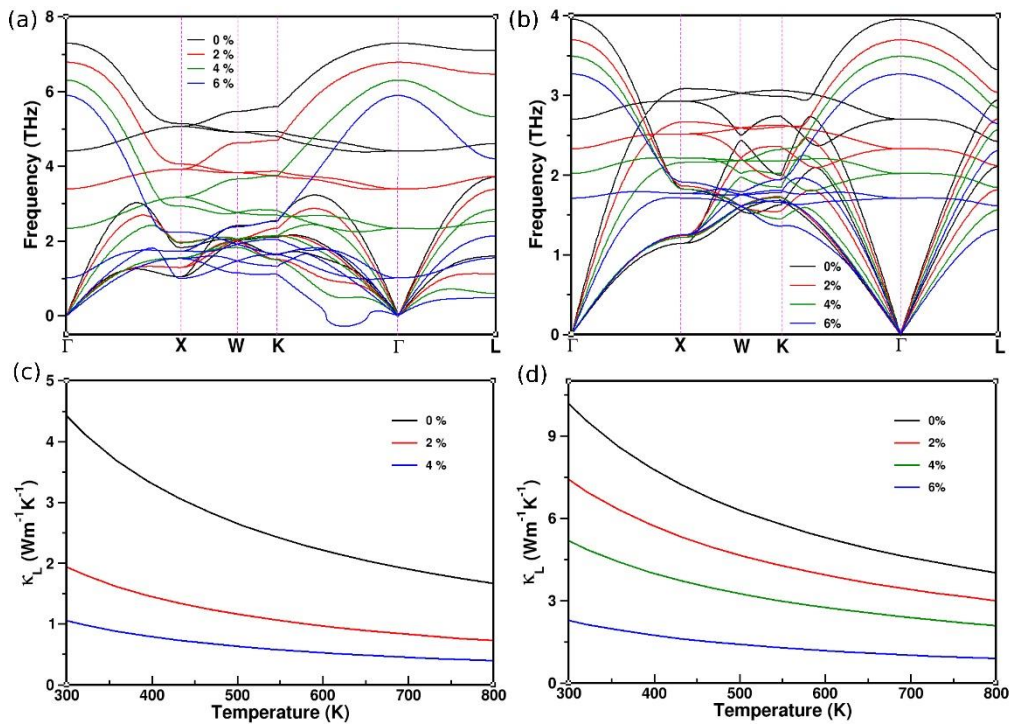 (a)
8
6
4
2
0
Frequency (THz)
0 %
2 %
4 %
6 %
Γ X W K Γ L
(b)
4
3
2
1
0
Frequency (THz)
0%
2%
4%
6%
Γ X W K Γ L
(c)
5
4
3
2
1
0
κL (Wm-1K-1)
0 %
2 %
4 %
300 400 500 600 700 800
Temperature (K)
(d)
9
6
3
0
κL (Wm-1K-1)
0%
2%
4%
6%
300 400 500 600 700 800
Temperature (K)